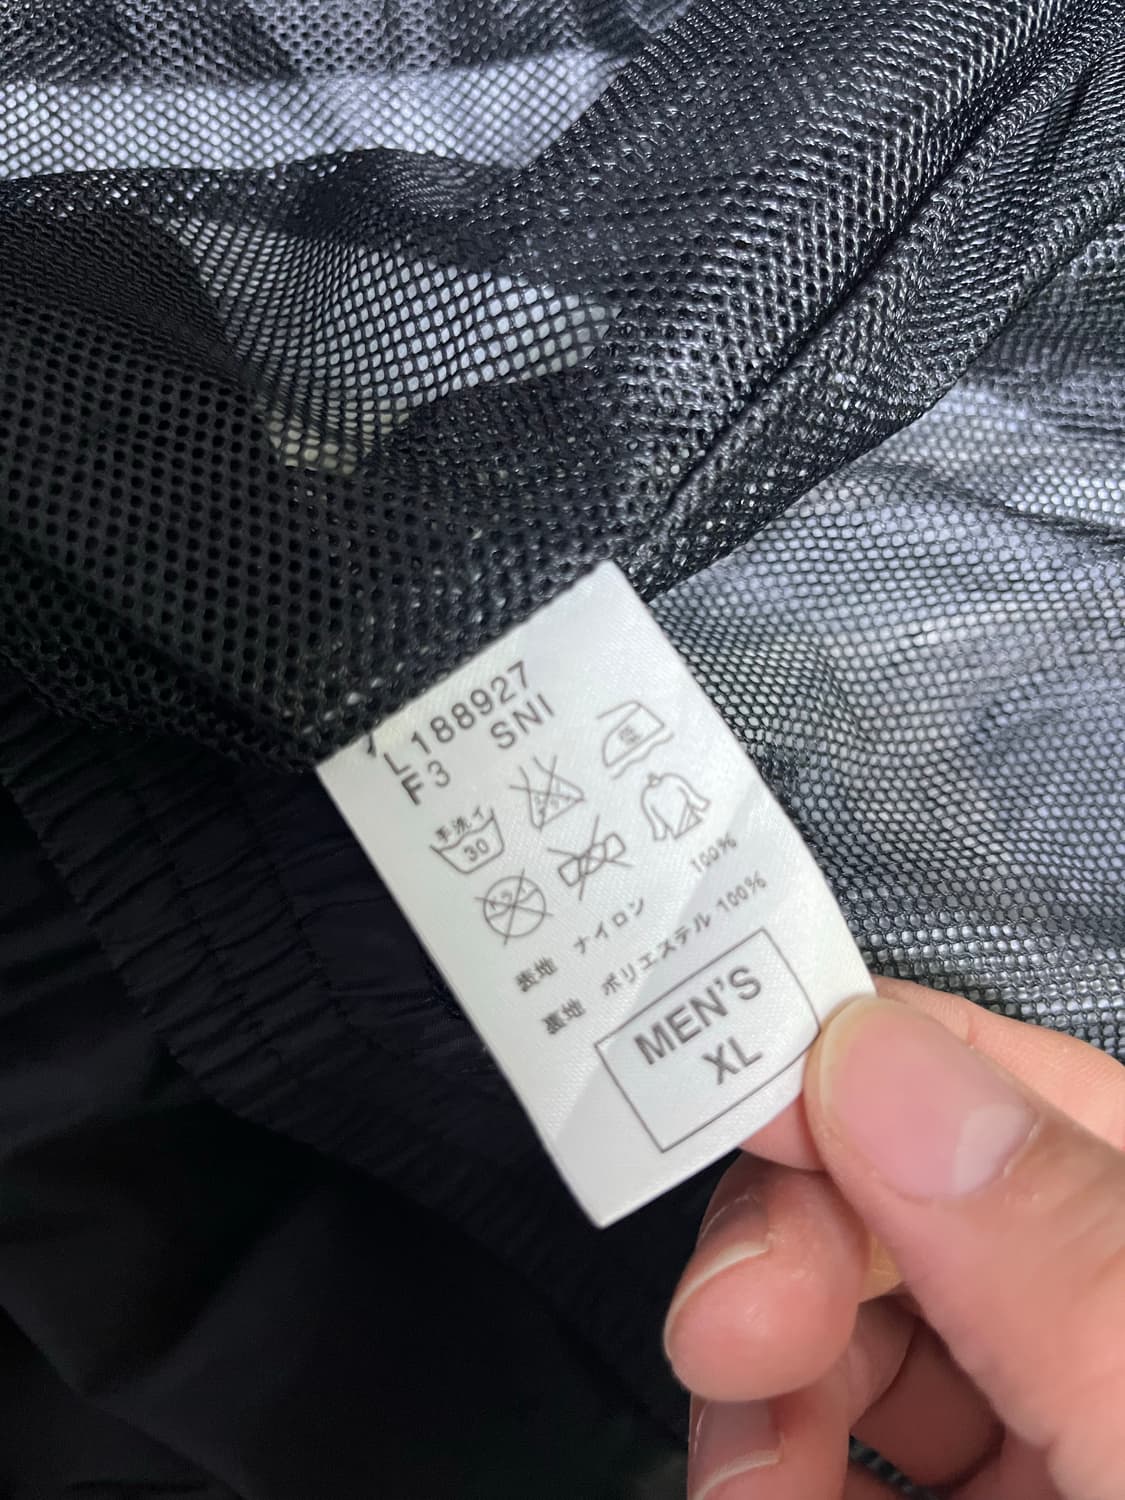 L188927
F3 SNI
手洗イ
30
低
表地 ナイロン 100%
裏地 ポリエステル 100%
MEN'S
XL